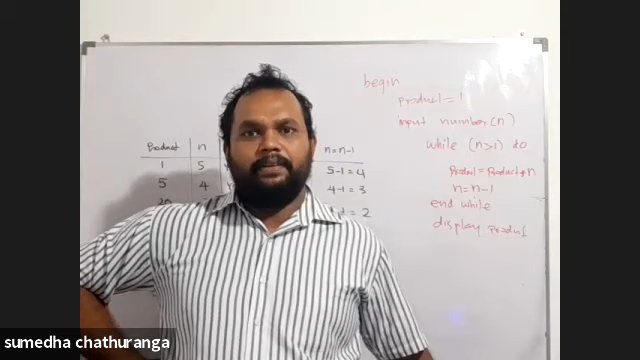 begin
product = 1
input number(n)
while (n>1) do
product = product * n
n = n-1
end while
display product
Product n n = n-1
1 5 5-1 = 4
5 4 4-1 = 3
20 = 2
sumedha chathuranga